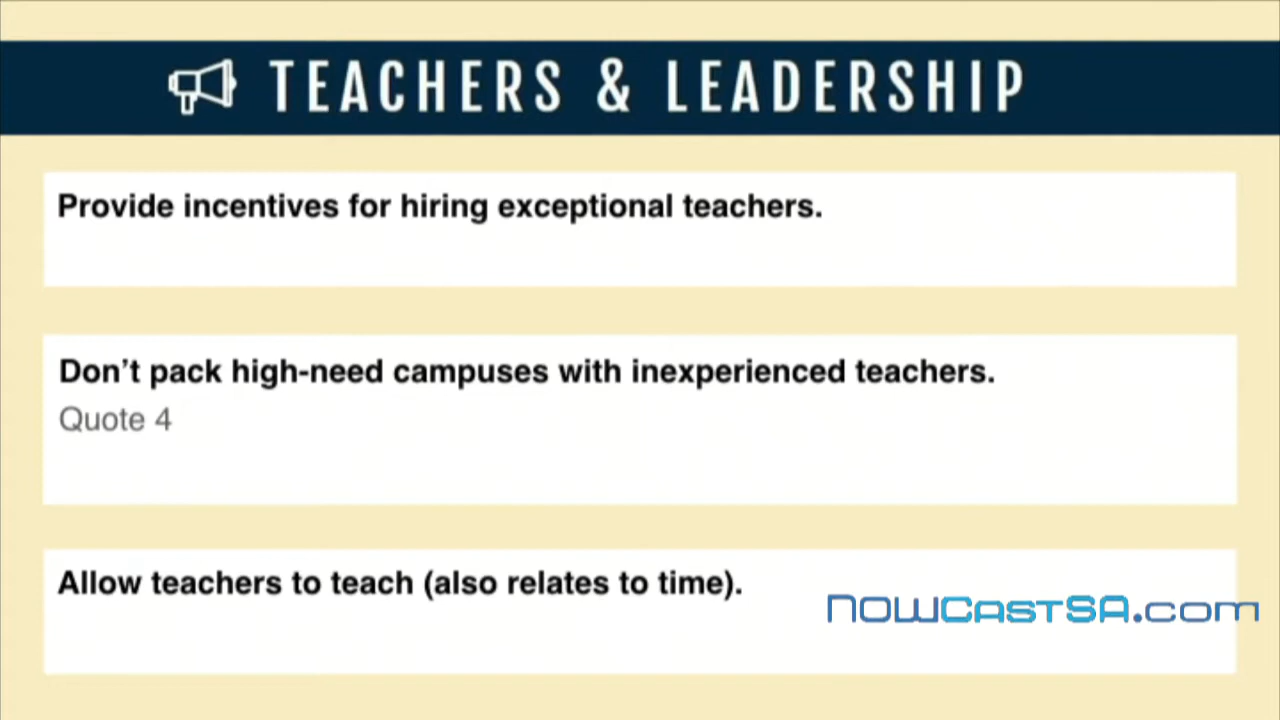 TEACHERS & LEADERSHIP
Provide incentives for hiring exceptional teachers.
Don’t pack high-need campuses with inexperienced teachers.
Quote 4
Allow teachers to teach (also relates to time).
NOWCASTSA.com